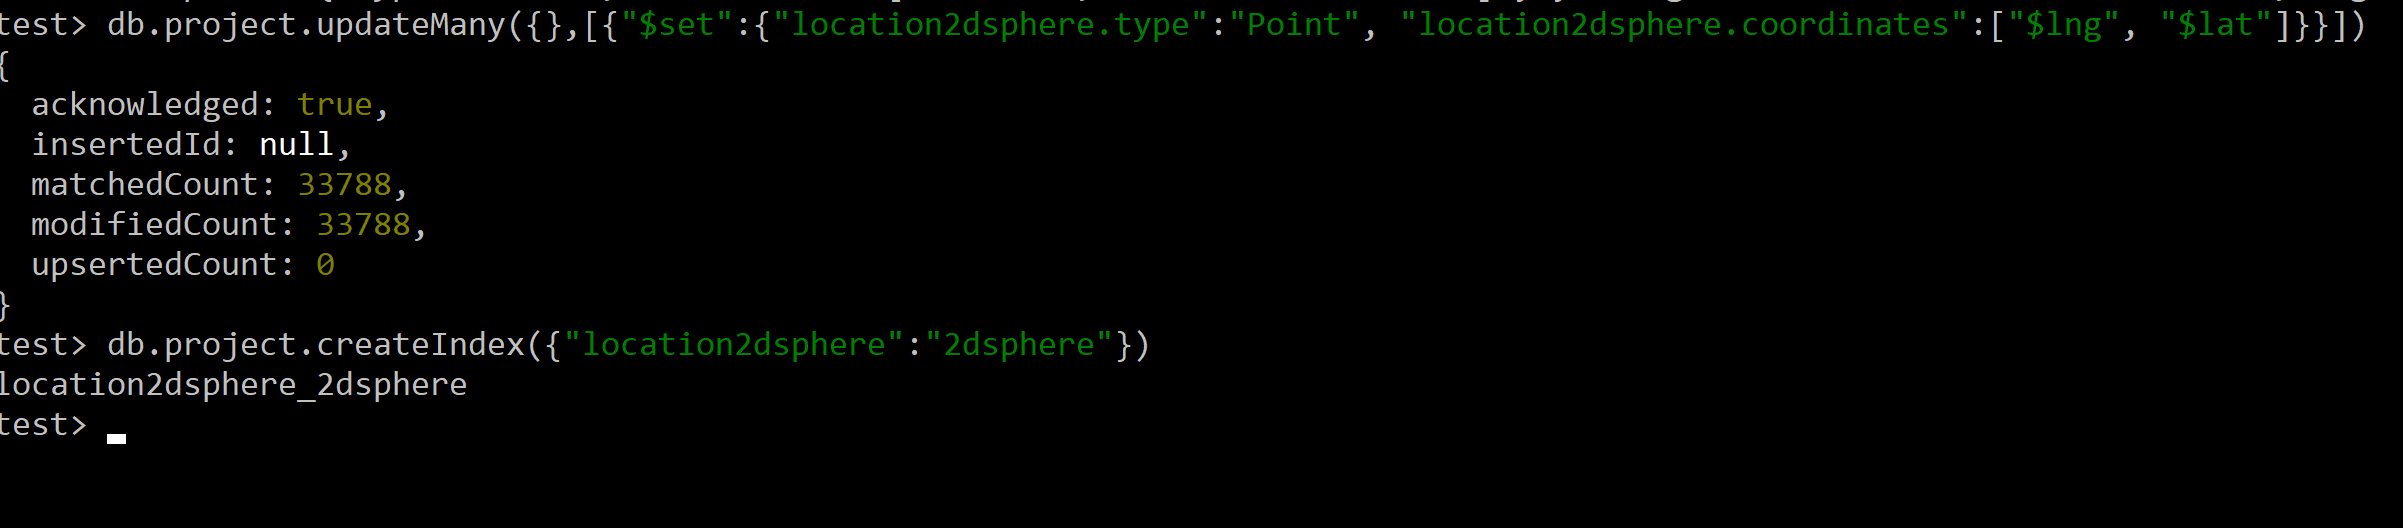 test> db.project.updateMany({},[{"$set":{"location2dsphere.type":"Point", "location2dsphere.coordinates":["$lng", "$lat"]}}])
{
  acknowledged: true,
  insertedId: null,
  matchedCount: 33788,
  modifiedCount: 33788,
  upsertedCount: 0
}
test> db.project.createIndex({"location2dsphere":"2dsphere"})
location2dsphere_2dsphere
test>